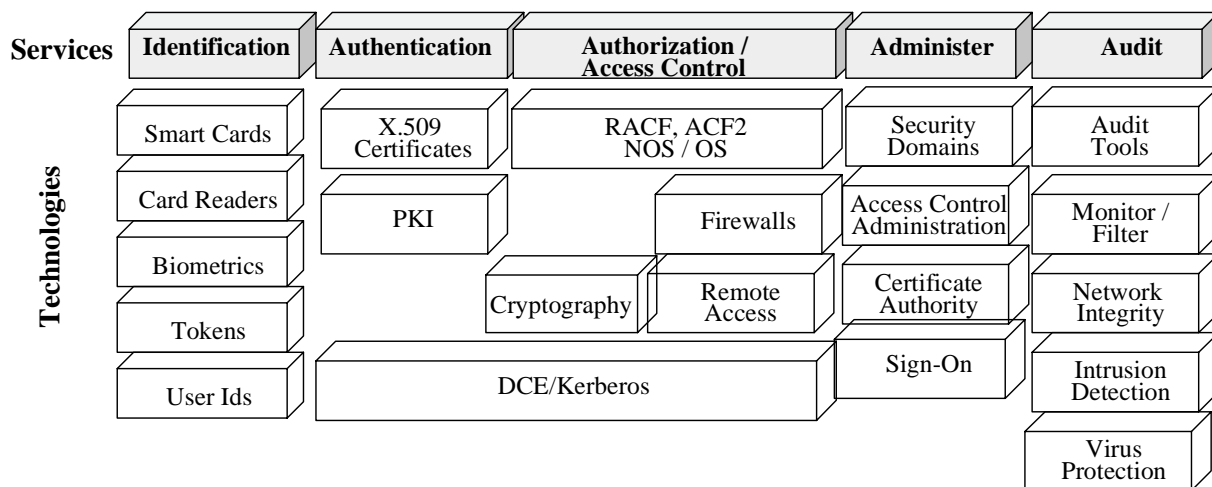 Services
Identification
Authentication
Authorization /
Access Control
Administer
Audit
Technologies
Smart Cards
Card Readers
Biometrics
Tokens
User Ids
X.509
Certificates
PKI
RACF, ACF2
NOS / OS
Firewalls
Cryptography
Remote
Access
DCE/Kerberos
Security
Domains
Access Control
Administration
Certificate
Authority
Sign-On
Audit
Tools
Monitor /
Filter
Network
Integrity
Intrusion
Detection
Virus
Protection